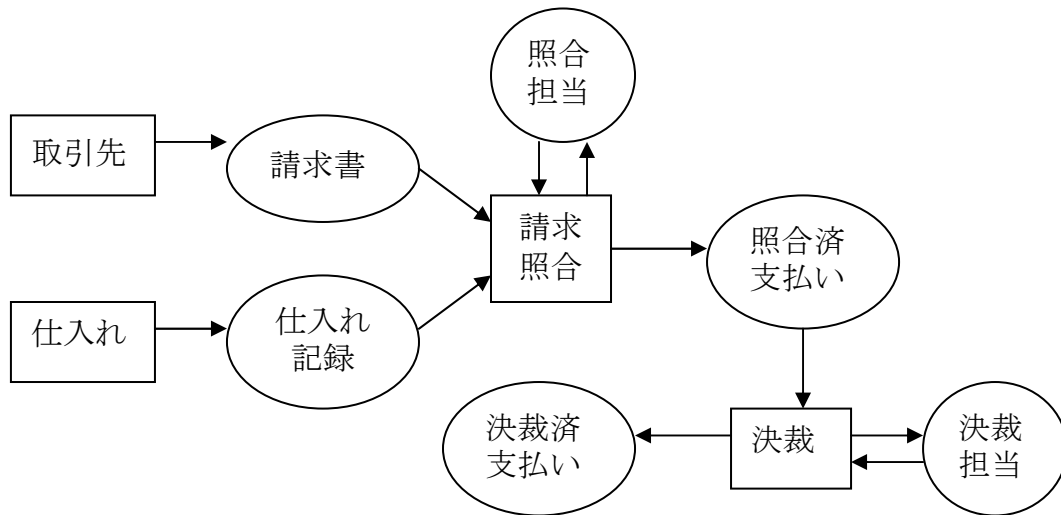 照合
担当
取引先
請求書
請求
照合
照合済
支払い
仕入れ
仕入れ
記録
決裁済
支払い
決裁
決裁
担当